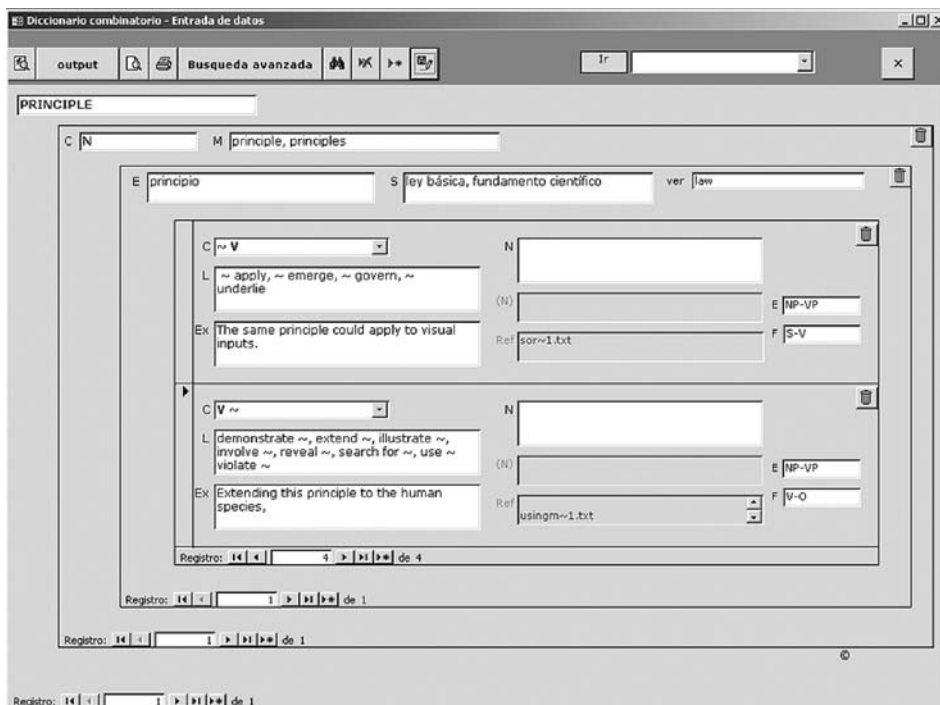 Diccionario combinatorio - Entrada de datos
output Busqueda avanzada Ir
PRINCIPLE
C N M principle, principles
E principio S ley básica, fundamento científico ver law
C ~ V N
L ~ apply, ~ emerge, ~ govern, ~
underlie
(N) E NP-VP
Ex The same principle could apply to visual
inputs.
Ref sor~1.txt F S-V
C V ~ N
L demonstrate ~, extend ~, illustrate ~,
involve ~, reveal ~, search for ~, use ~
violate ~
(N) E NP-VP
Ex Extending this principle to the human
species,
Ref usingm~1.txt F V-O
Registro: 4 de 4
Registro: 1 de 1
Registro: 1 de 1
©
Registro: 1 de 1